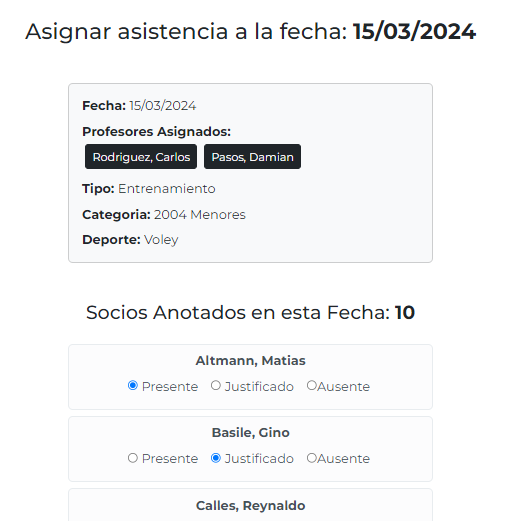 Asignar asistencia a la fecha: 15/03/2024
Fecha: 15/03/2024
Profesores Asignados:
Rodriguez, Carlos Pasos, Damian
Tipo: Entrenamiento
Categoria: 2004 Menores
Deporte: Voley
Socios Anotados en esta Fecha: 10
Altmann, Matias
Presente Justificado Ausente
Basile, Gino
Presente Justificado Ausente
Calles, Reynaldo